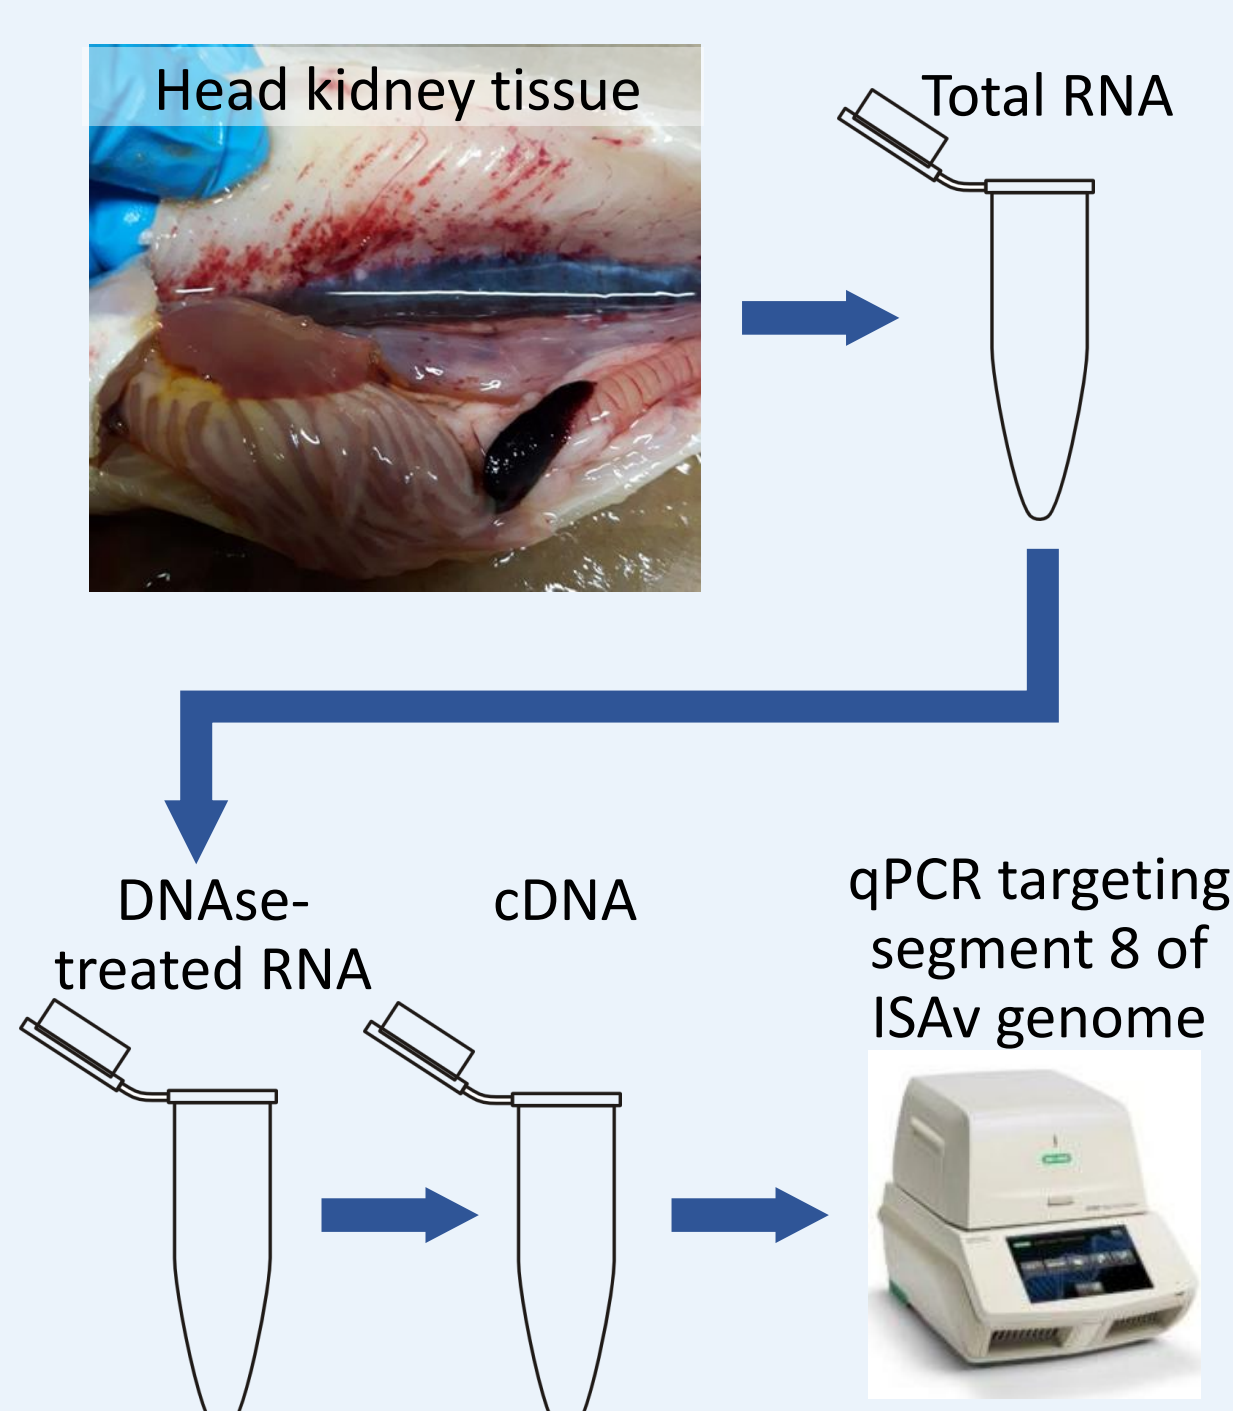 Head kidney tissue
Total RNA
DNAse-
treated RNA
cDNA
qPCR targeting
segment 8 of
ISAv genome